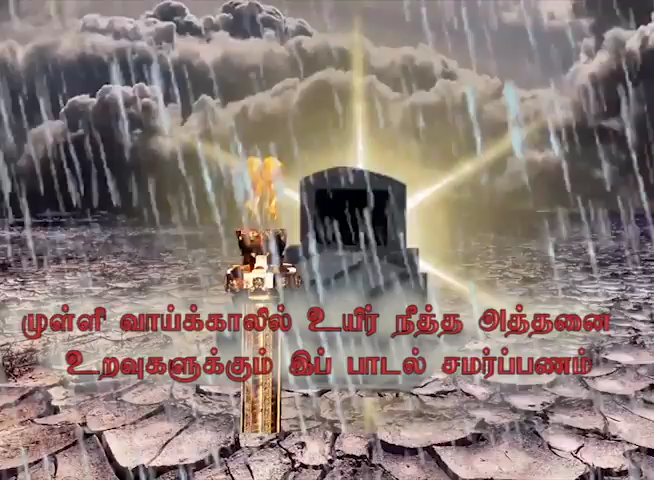 முள்ளி வாய்க்காலில் உயிர் நீத்த அத்தனை
உறவுகளுக்கும் இப் பாடல் சமர்ப்பணம்